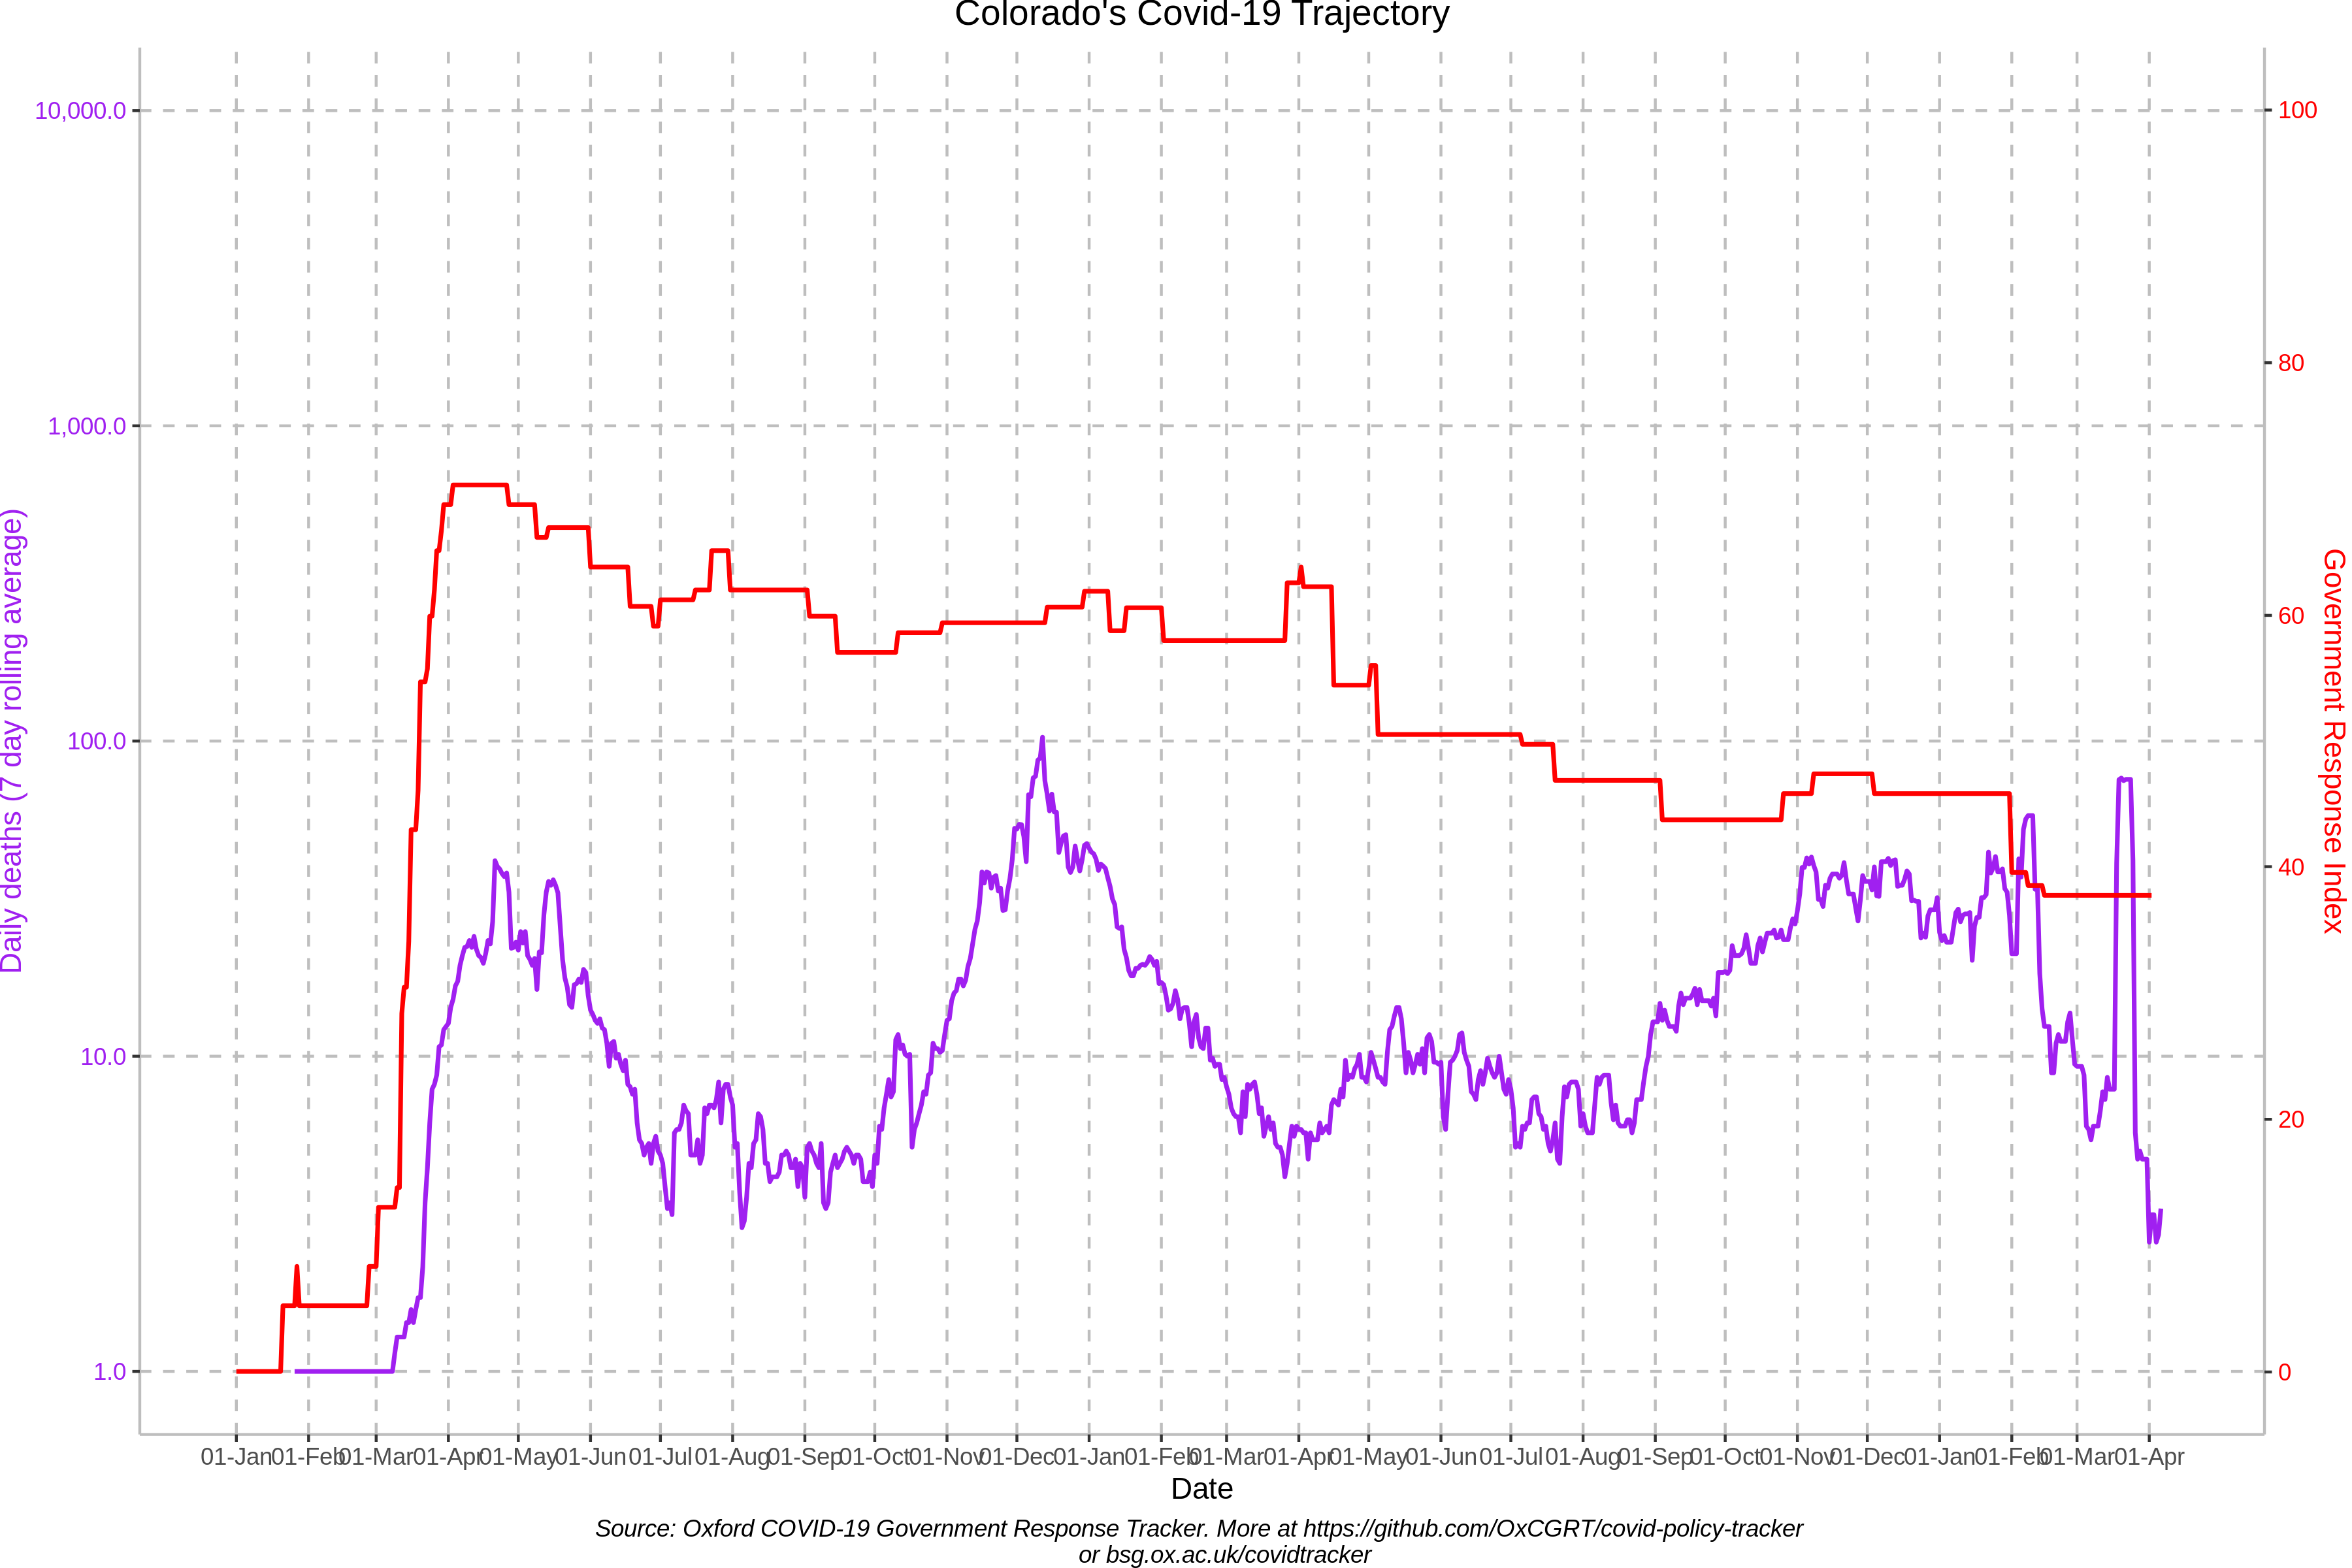 Colorado's Covid-19 Trajectory
10,000.0
1,000.0
100.0
10.0
1.0
Daily deaths (7 day rolling average)
100
80
60
40
20
0
Government Response Index
01-Jan 01-Feb 01-Mar 01-Apr 01-May 01-Jun 01-Jul 01-Aug 01-Sep 01-Oct 01-Nov 01-Dec 01-Jan 01-Feb 01-Mar 01-Apr 01-May 01-Jun 01-Jul 01-Aug 01-Sep 01-Oct 01-Nov 01-Dec 01-Jan 01-Feb 01-Mar 01-Apr
Date
Source: Oxford COVID-19 Government Response Tracker. More at https://github.com/OxCGRT/covid-policy-tracker
or bsg.ox.ac.uk/covidtracker